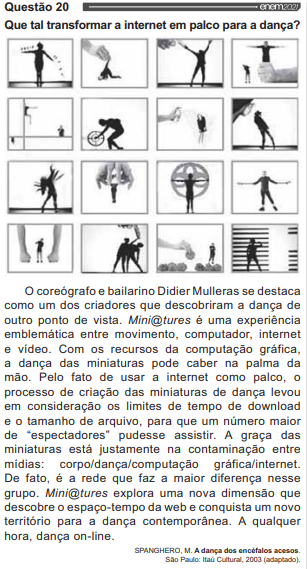 Questão 20
enem2021
Que tal transformar a internet em palco para a dança?
O coreógrafo e bailarino Didier Mulleras se destaca
como um dos criadores que descobriram a dança de
outro ponto de vista. Mini@tures é uma experiência
emblemática entre movimento, computador, internet
e vídeo. Com os recursos da computação gráfica,
a dança das miniaturas pode caber na palma da
mão. Pelo fato de usar a internet como palco, o
processo de criação das miniaturas de dança levou
em consideração os limites de tempo de download
e o tamanho de arquivo, para que um número maior
de “espectadores” pudesse assistir. A graça das
miniaturas está justamente na contaminação entre
mídias: corpo/dança/computação gráfica/internet.
De fato, é a rede que faz a maior diferença nesse
grupo. Mini@tures explora uma nova dimensão que
descobre o espaço-tempo da web e conquista um novo
território para a dança contemporânea. A qualquer
hora, dança on-line.
SPANGHERO, M. A dança dos encéfalos acesos.
São Paulo: Itaú Cultural, 2003 (adaptado).